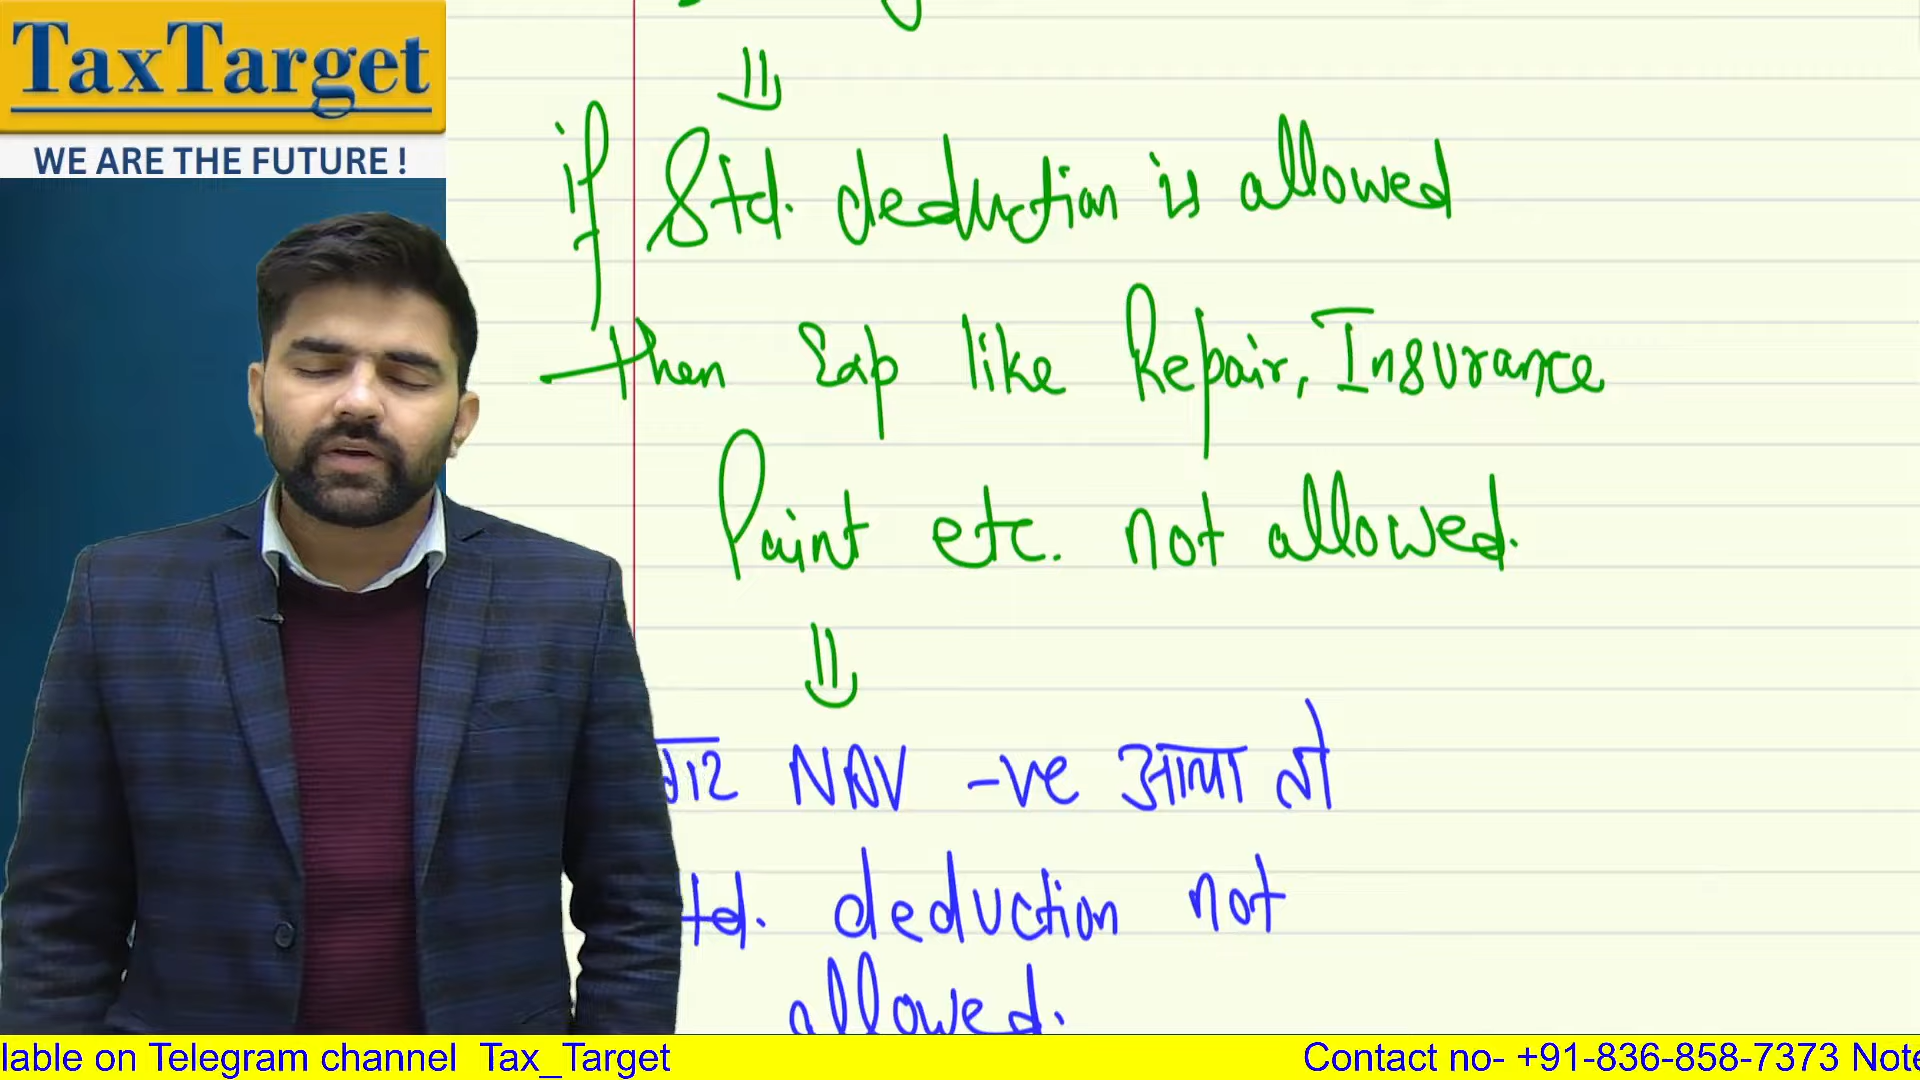 TaxTarget
WE ARE THE FUTURE !
if Std. deduction is allowed
then Exp like Repair, Insurance
Paint etc. not allowed.
NAV -ve आया तो
deduction not
allowed.
lable on Telegram channel Tax_Target
Contact no- +91-836-858-7373 Note